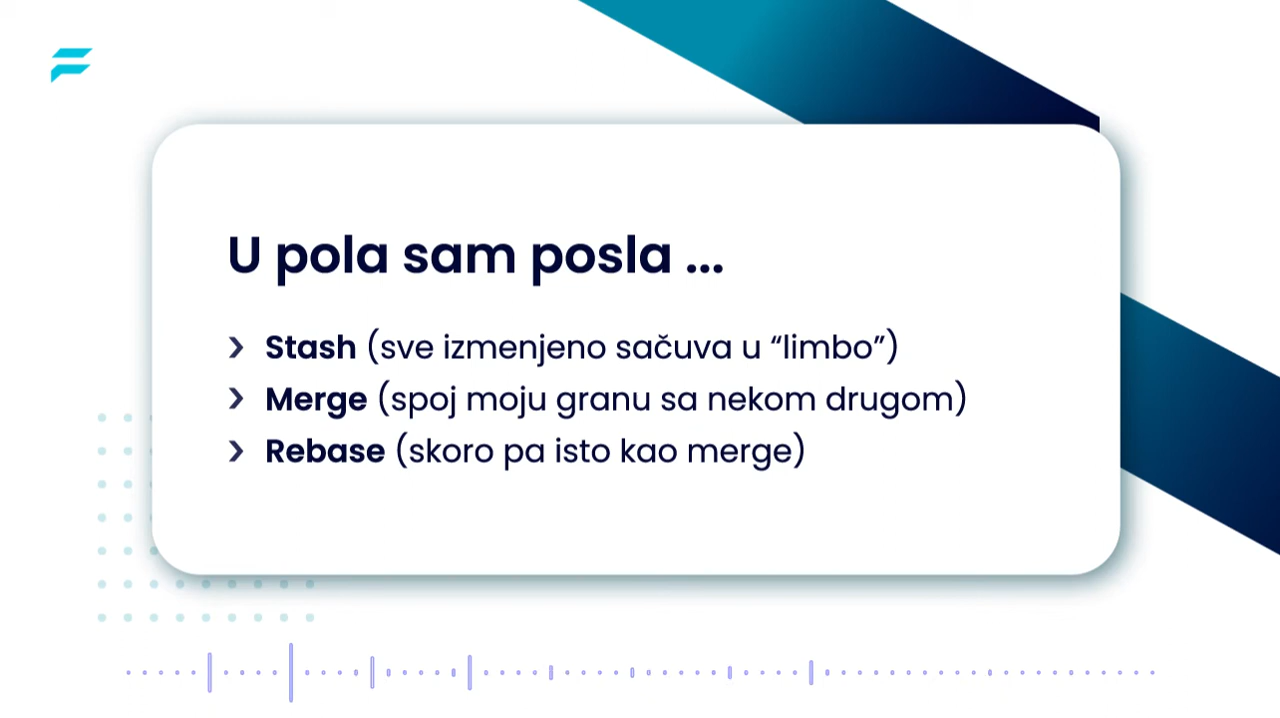 U pola sam posla ...
Stash (sve izmenjeno sačuva u “limbo”)
Merge (spoj moju granu sa nekom drugom)
Rebase (skoro pa isto kao merge)